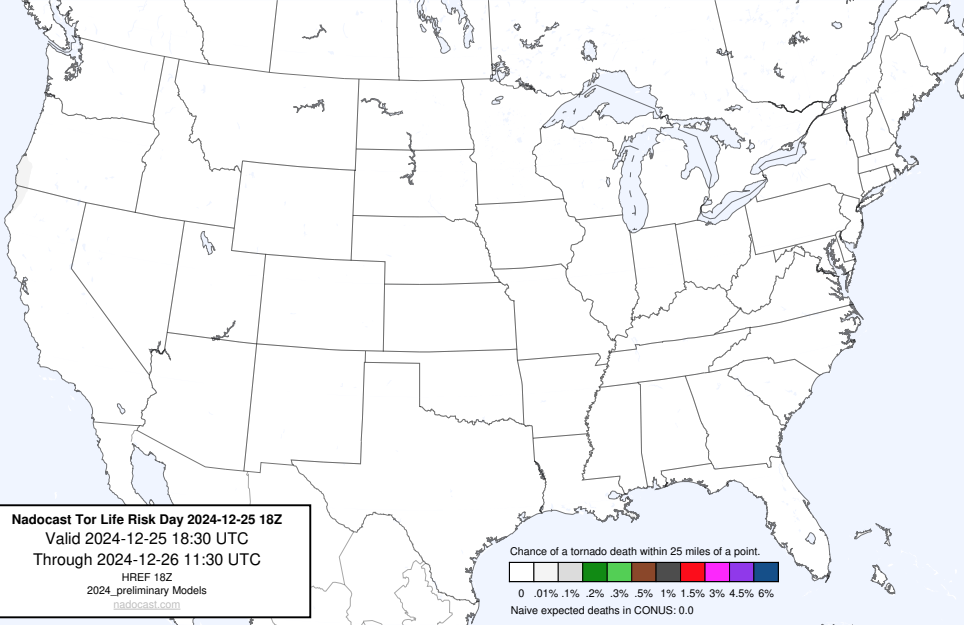 Nadocast Tor Life Risk Day 2024-12-25 18Z
Valid 2024-12-25 18:30 UTC
Through 2024-12-26 11:30 UTC
HREF 18Z
2024_preliminary Models
nadocast.com
Chance of a tornado death within 25 miles of a point.
0 .01% .1% .2% .3% .5% 1% 1.5% 3% 4.5% 6%
Naive expected deaths in CONUS: 0.0